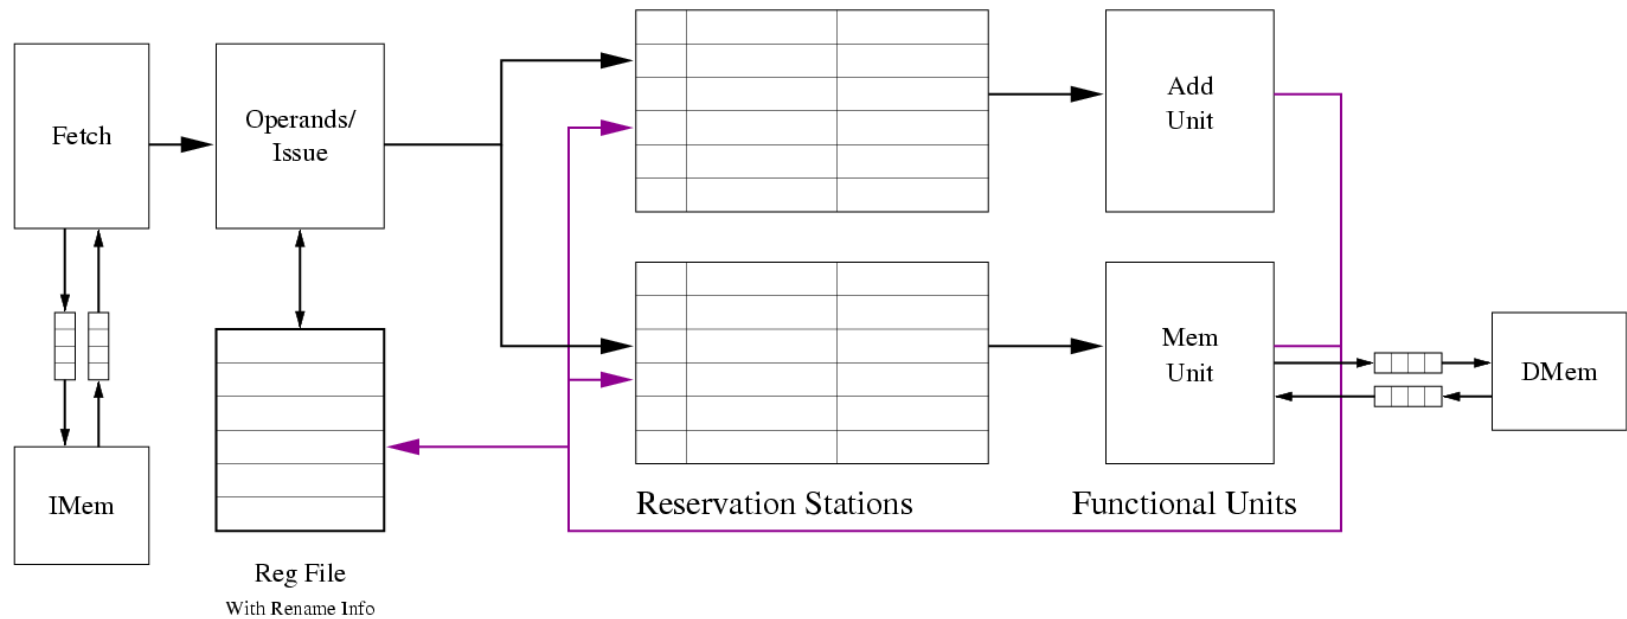 Fetch
Operands/
Issue
Add
Unit
Mem
Unit
DMem
IMem
Reservation Stations
Functional Units
Reg File
With Rename Info